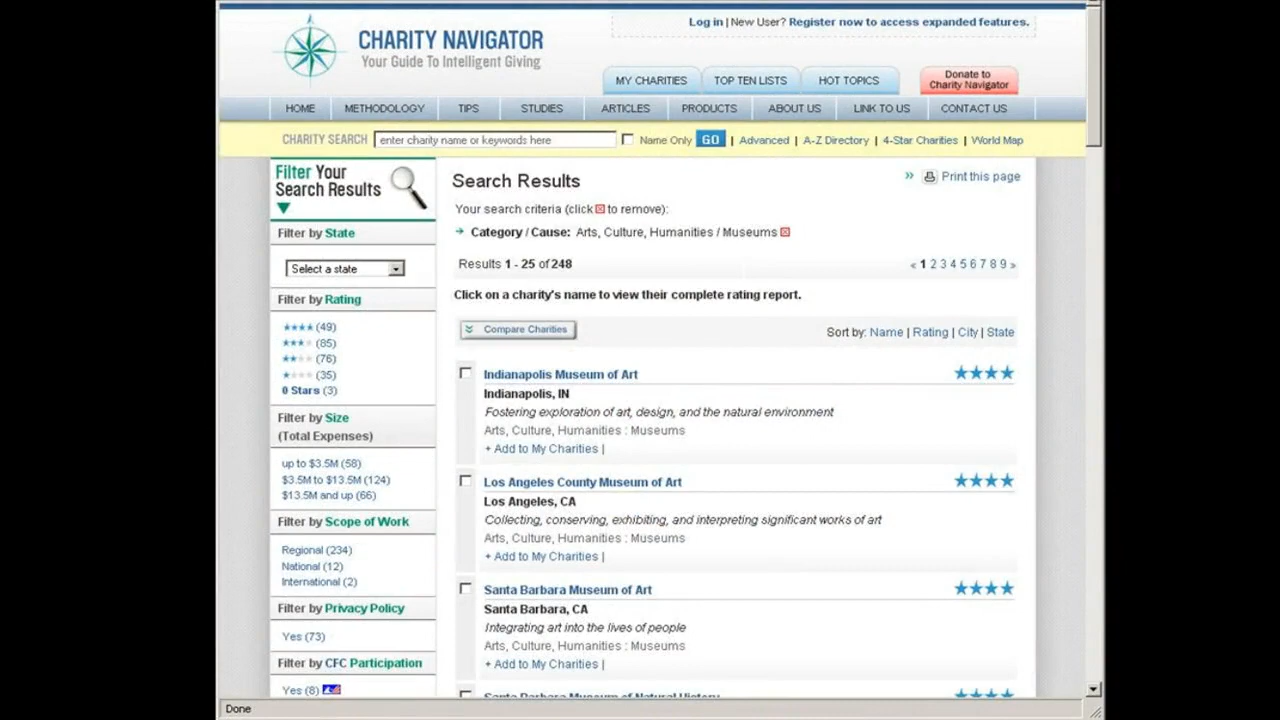 Log in | New User? Register now to access expanded features.
CHARITY NAVIGATOR
Your Guide To Intelligent Giving
MY CHARITIES TOP TEN LISTS HOT TOPICS Donate to Charity Navigator
HOME METHODOLOGY TIPS STUDIES ARTICLES PRODUCTS ABOUT US LINK TO US CONTACT US
CHARITY SEARCH enter charity name or keywords here Name Only GO | Advanced | A-Z Directory | 4-Star Charities | World Map
Filter Your
Search Results
Filter by State
Select a state
Filter by Rating
(49)
(85)
(76)
(35)
0 Stars (3)
Filter by Size
(Total Expenses)
up to $3.5M (58)
$3.5M to $13.5M (124)
$13.5M and up (66)
Filter by Scope of Work
Regional (234)
National (12)
International (2)
Filter by Privacy Policy
Yes (73)
Filter by CFC Participation
Yes (8)
Search Results
» Print this page
Your search criteria (click to remove):
Category / Cause: Arts, Culture, Humanities / Museums
Results 1 - 25 of 248
« 1 2 3 4 5 6 7 8 9 »
Click on a charity's name to view their complete rating report.
Compare Charities
Sort by: Name | Rating | City | State
Indianapolis Museum of Art
Indianapolis, IN
Fostering exploration of art, design, and the natural environment
Arts, Culture, Humanities : Museums
+ Add to My Charities |
Los Angeles County Museum of Art
Los Angeles, CA
Collecting, conserving, exhibiting, and interpreting significant works of art
Arts, Culture, Humanities : Museums
+ Add to My Charities |
Santa Barbara Museum of Art
Santa Barbara, CA
Integrating art into the lives of people
Arts, Culture, Humanities : Museums
+ Add to My Charities |
Santa Barbara Museum of Natural History
Done